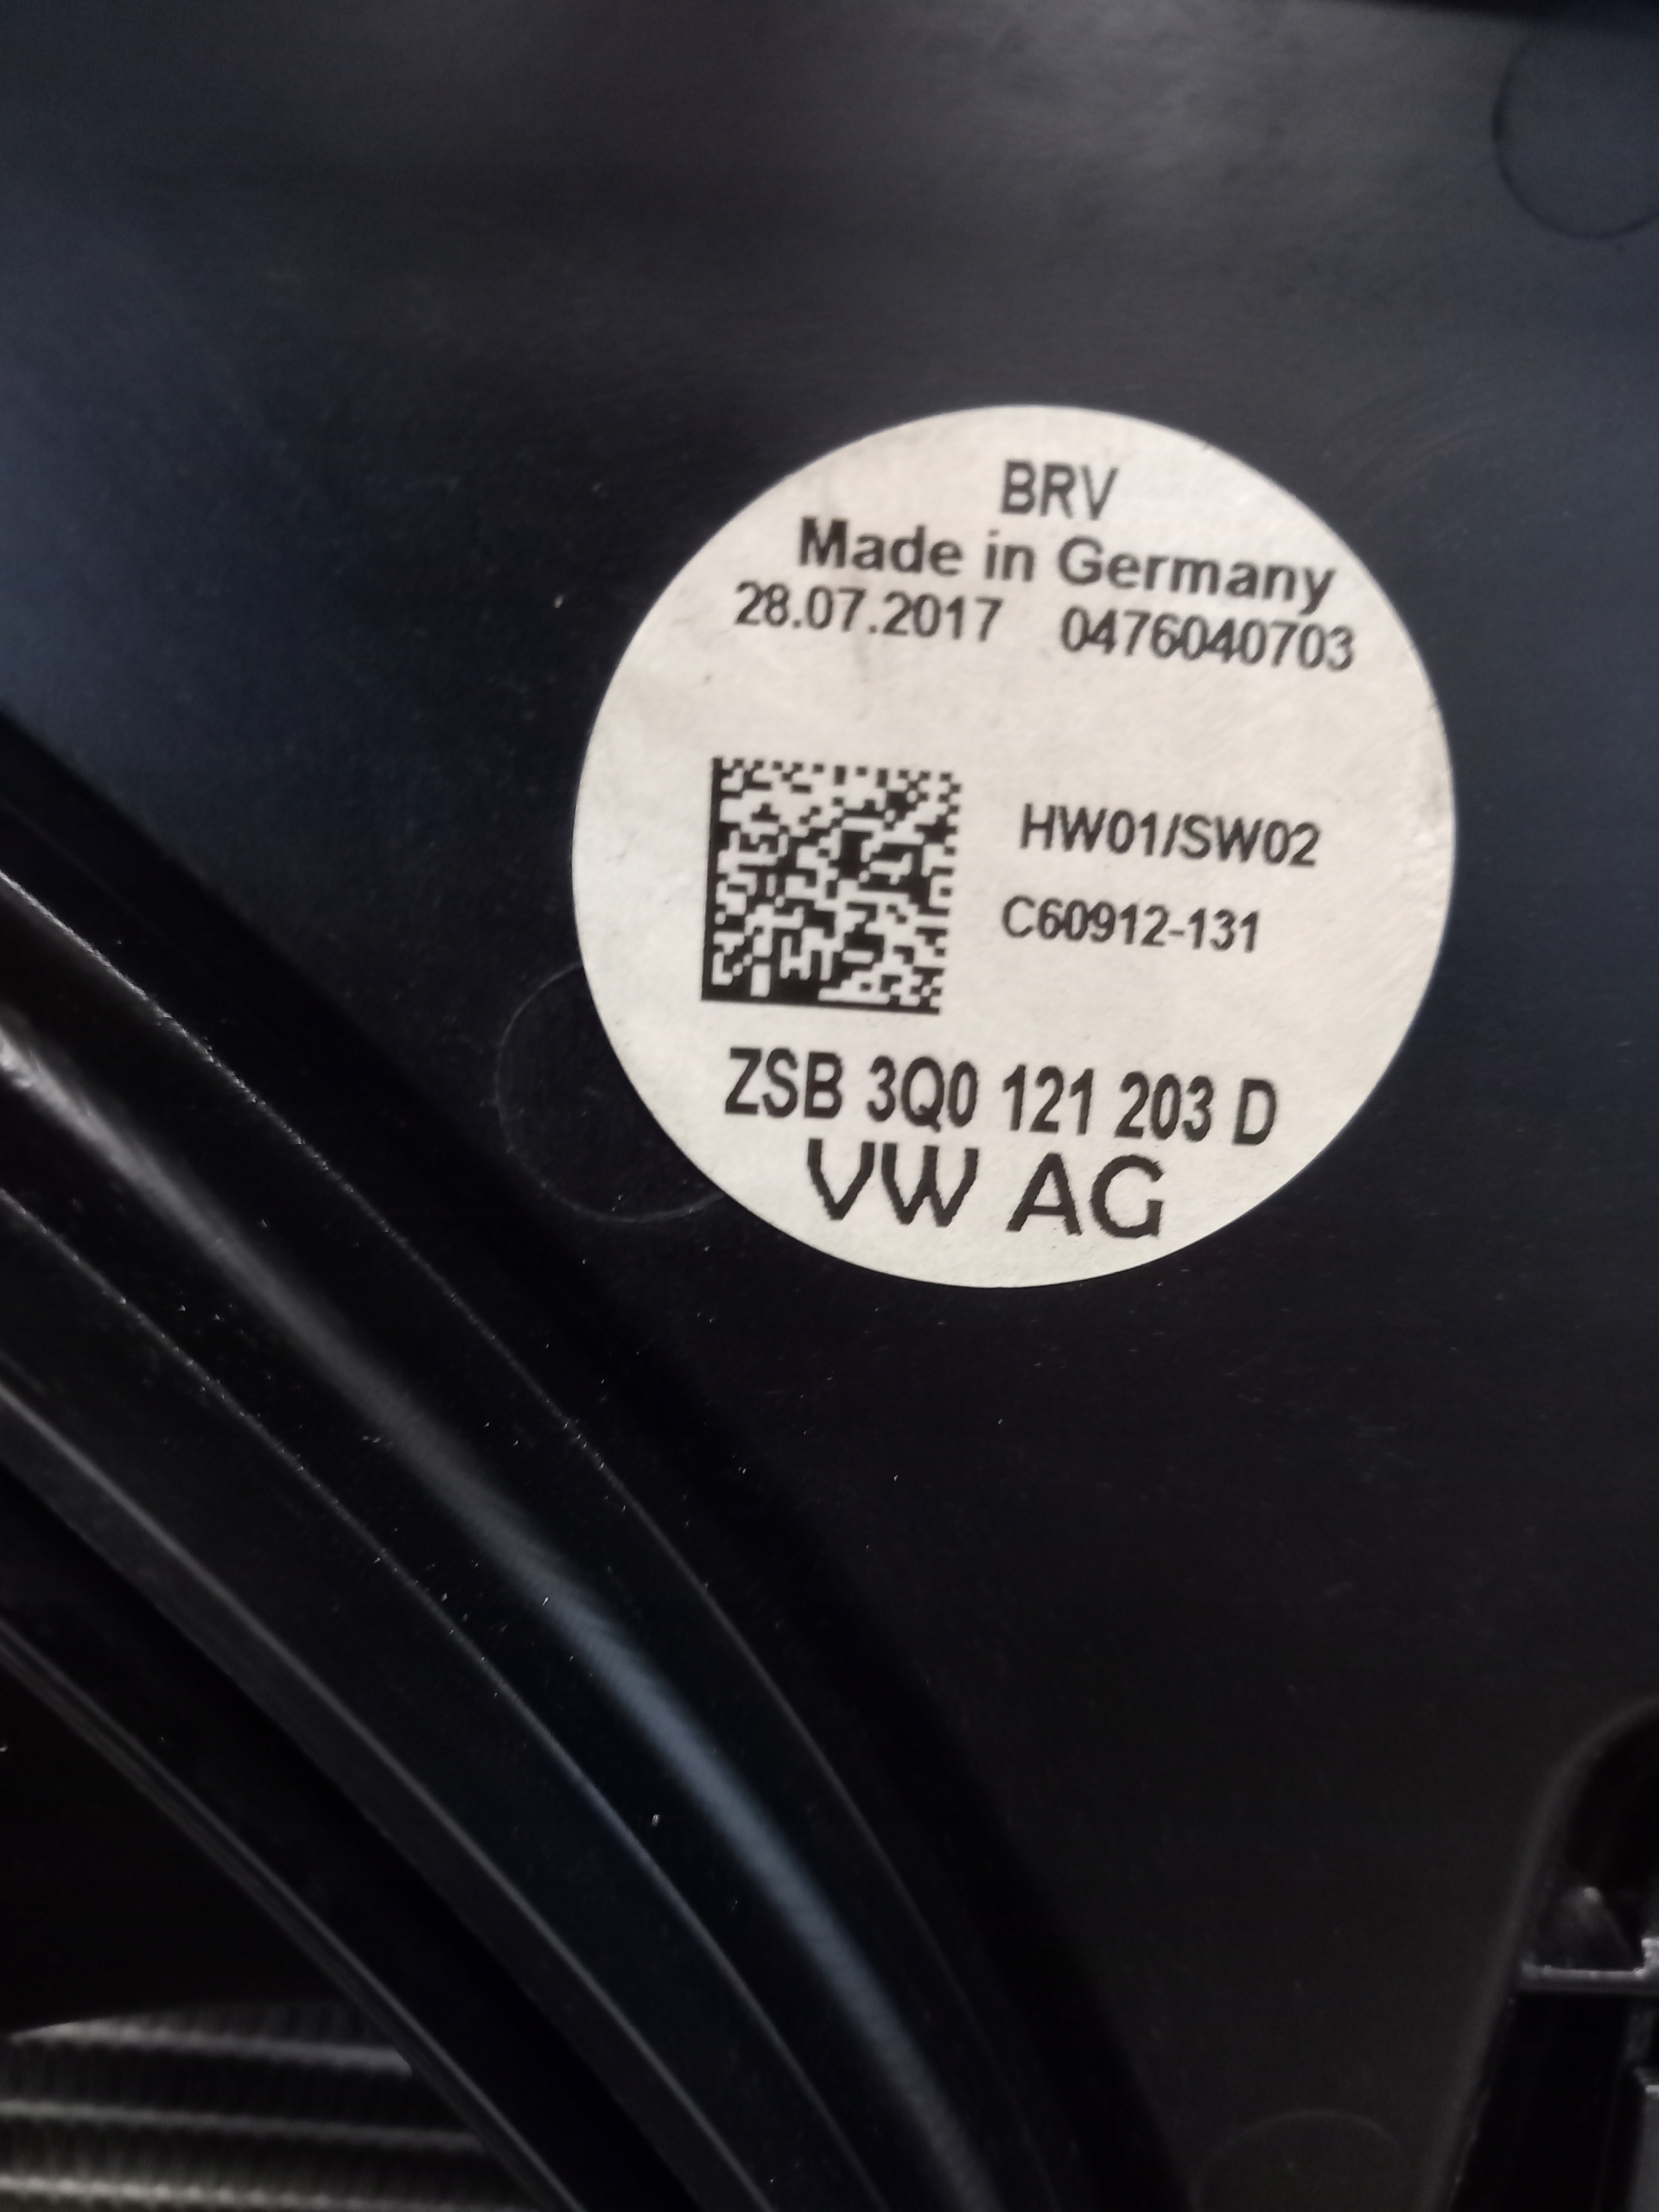 BRV
Made in Germany
28.07.2017 0476040703
HW01/SW02
C60912-131
ZSB 3Q0 121 203 D
VW AG